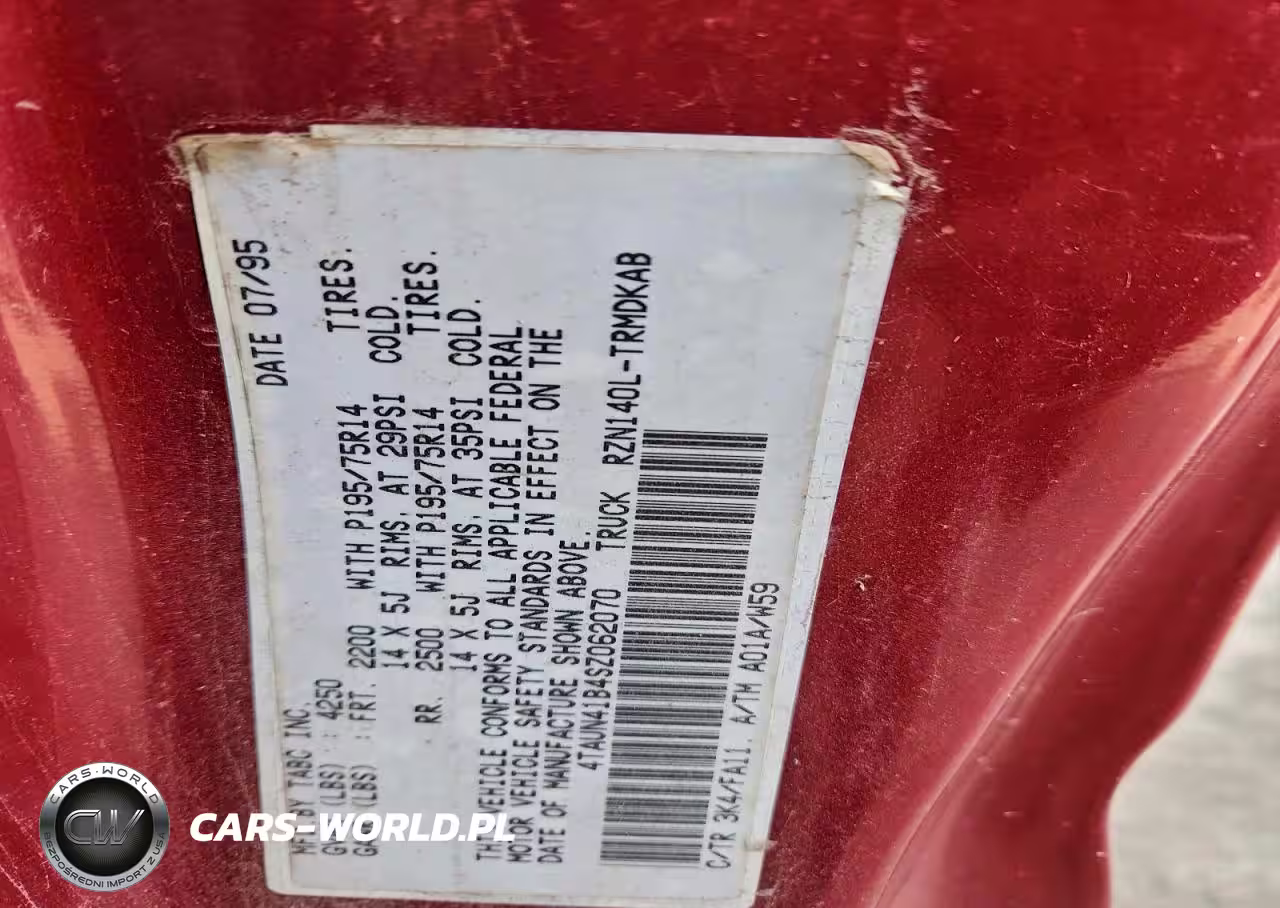 MFD BY TABC INC. DATE 07/95
GVWR(LBS) : 4250
GAWR(LBS) : FRT. 2200 WITH P195/75R14 TIRES.
14 X 5J RIMS, AT 29PSI COLD.
RR. 2500 WITH P195/75R14 TIRES.
14 X 5J RIMS, AT 35PSI COLD.
THIS VEHICLE CONFORMS TO ALL APPLICABLE FEDERAL
MOTOR VEHICLE SAFETY STANDARDS IN EFFECT ON THE
DATE OF MANUFACTURE SHOWN ABOVE.
4TAUN41B4SZ062070 TRUCK RZN140L-TRMDKAB
C/TR 3K4/FA11. A/TM A01A/W59
CARS-WORLD
CW
BEZPOŚREDNI IMPORT Z USA
CARS-WORLD.PL